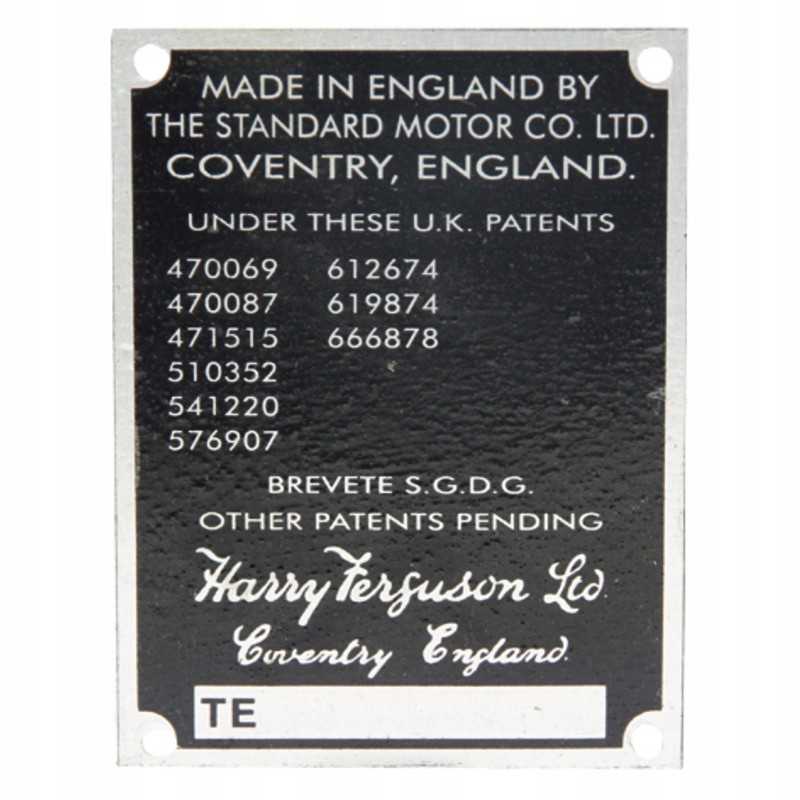 MADE IN ENGLAND BY
THE STANDARD MOTOR CO. LTD.
COVENTRY, ENGLAND.
UNDER THESE U.K. PATENTS
470069 612674
470087 619874
471515 666878
510352
541220
576907
BREVETE S.G.D.G.
OTHER PATENTS PENDING
Harry Ferguson Ltd.
Coventry England.
TE